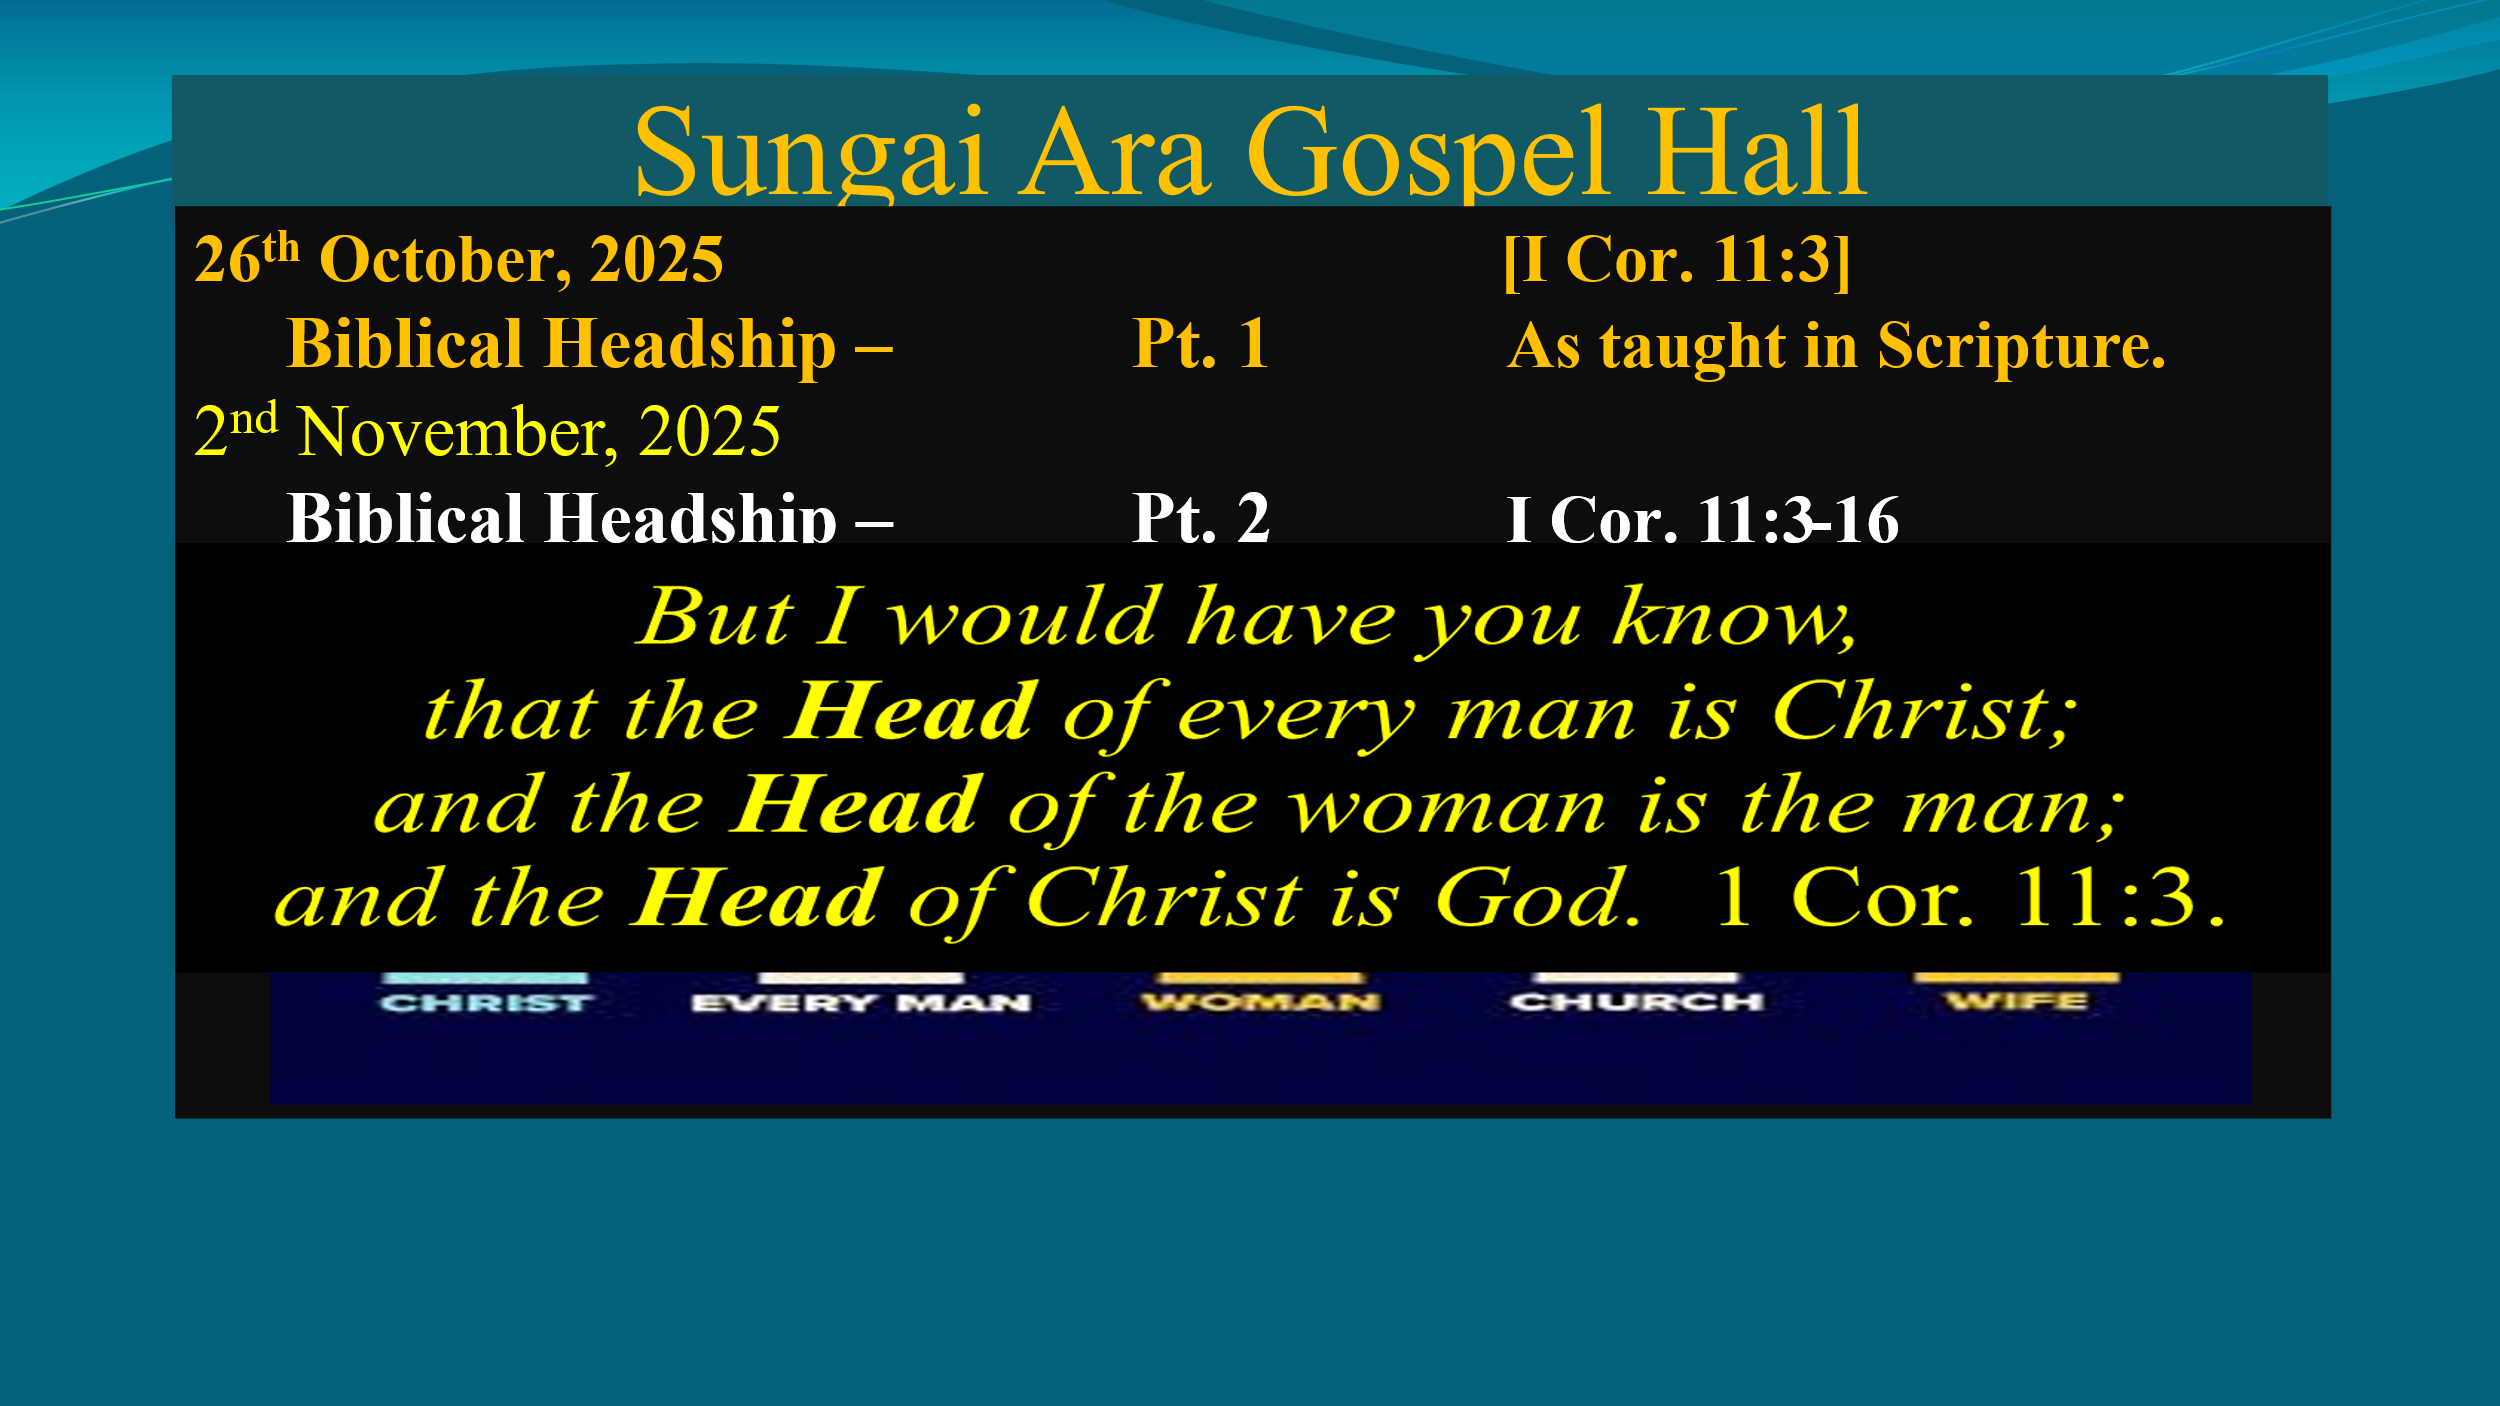 Sungai Ara Gospel Hall
26th October, 2025 [I Cor. 11:3]
Biblical Headship – Pt. 1 As taught in Scripture.
2nd November, 2025
Biblical Headship – Pt. 2 I Cor. 11:3-16
But I would have you know,
that the Head of every man is Christ;
and the Head of the woman is the man;
and the Head of Christ is God. 1 Cor. 11:3.
CHRIST EVERY MAN WOMAN CHURCH WIFE